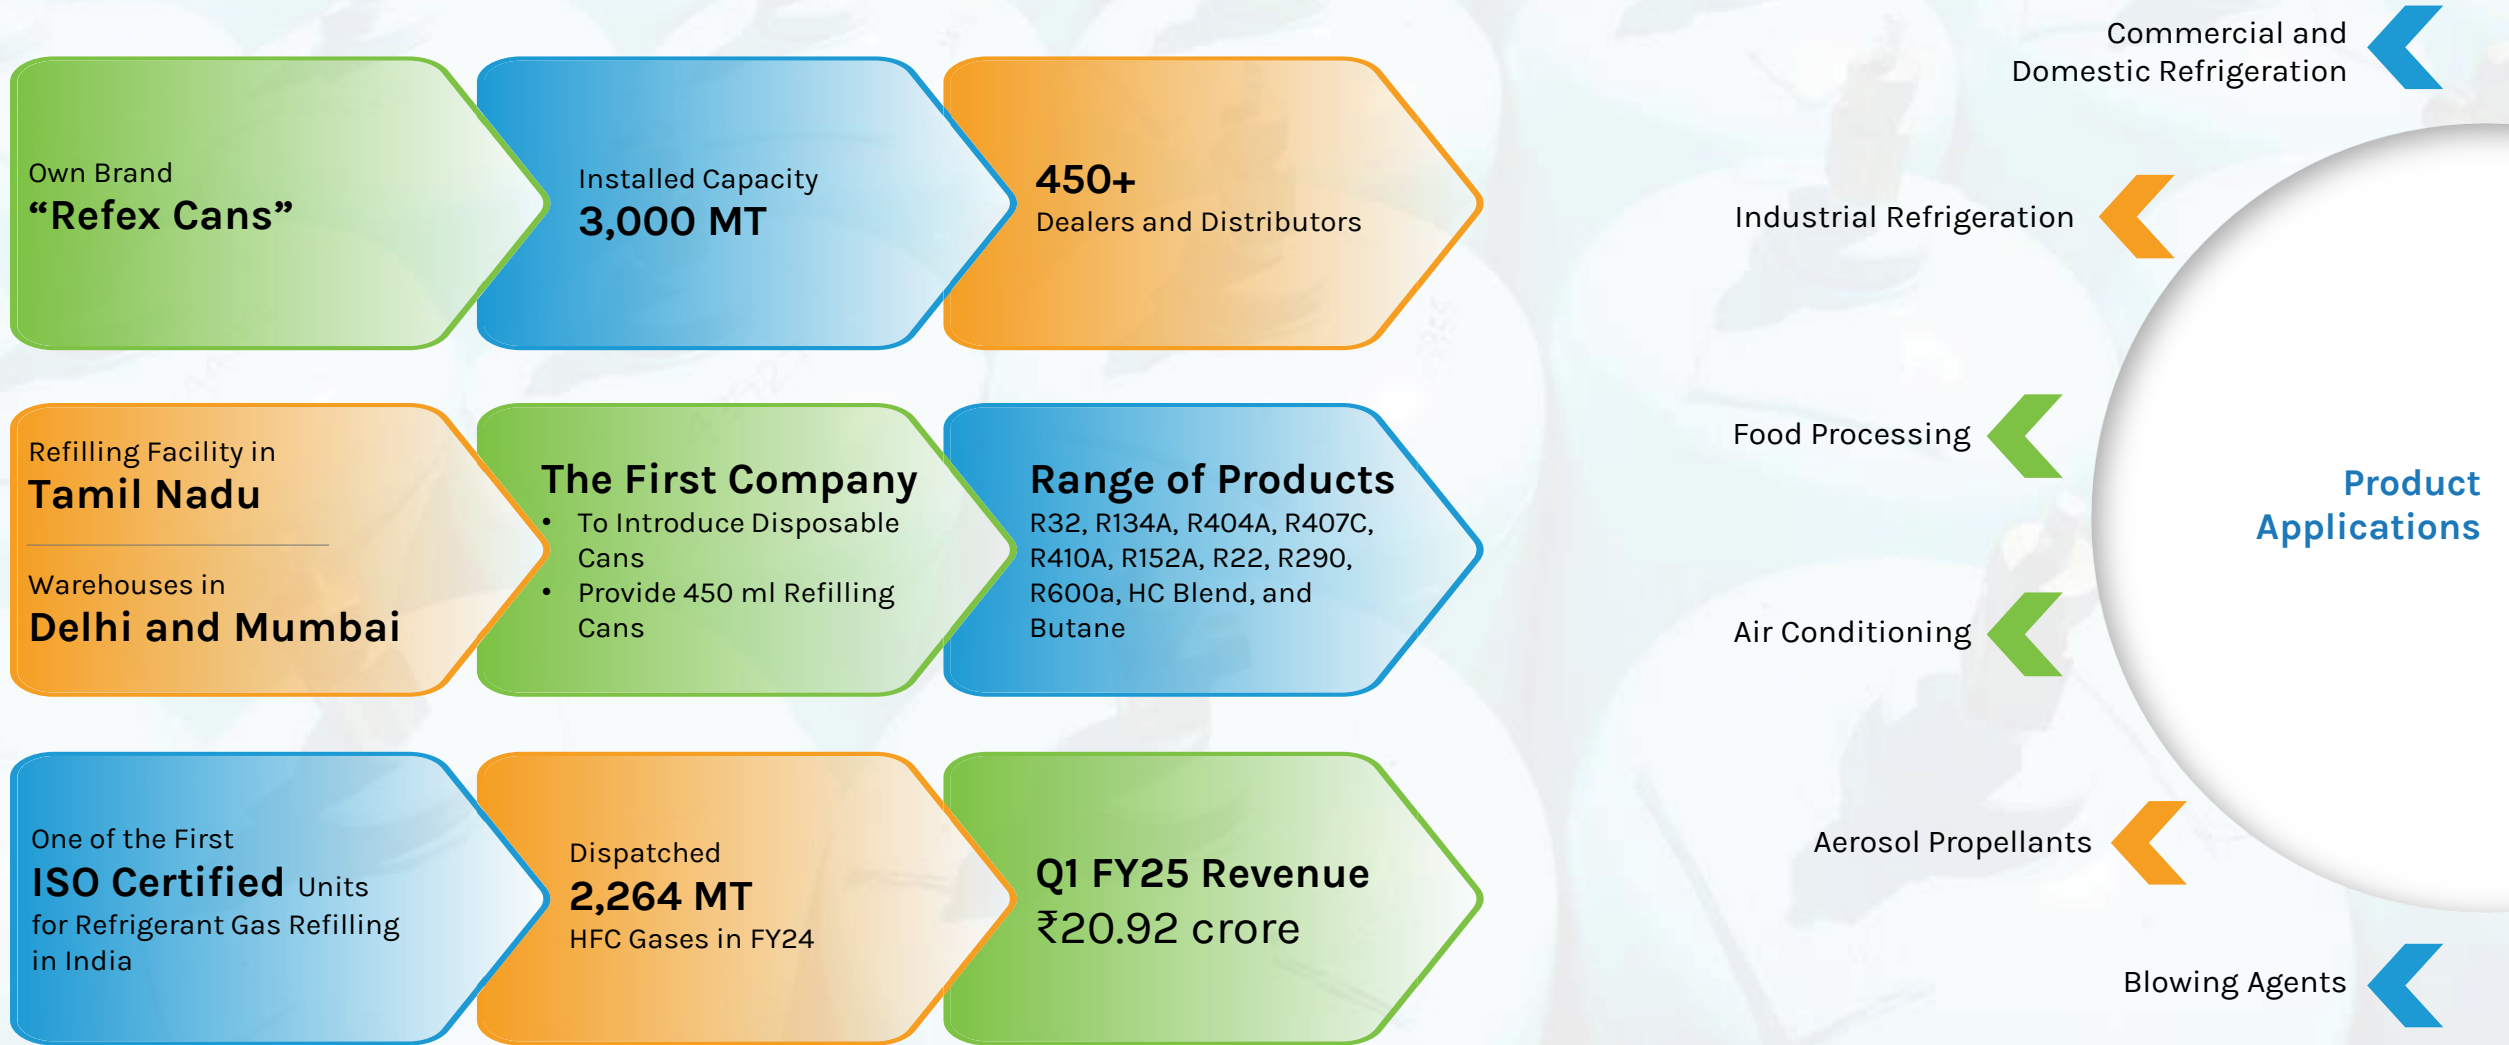 Own Brand
“Refex Cans”
Installed Capacity
3,000 MT
450+
Dealers and Distributors
Refilling Facility in
Tamil Nadu
Warehouses in
Delhi and Mumbai
The First Company
• To Introduce Disposable
Cans
• Provide 450 ml Refilling
Cans
Range of Products
R32, R134A, R404A, R407C,
R410A, R152A, R22, R290,
R600a, HC Blend, and
Butane
One of the First
ISO Certified Units
for Refrigerant Gas Refilling
in India
Dispatched
2,264 MT
HFC Gases in FY24
Q1 FY25 Revenue
₹20.92 crore
Commercial and
Domestic Refrigeration
Industrial Refrigeration
Food Processing
Air Conditioning
Aerosol Propellants
Blowing Agents
Product
Applications